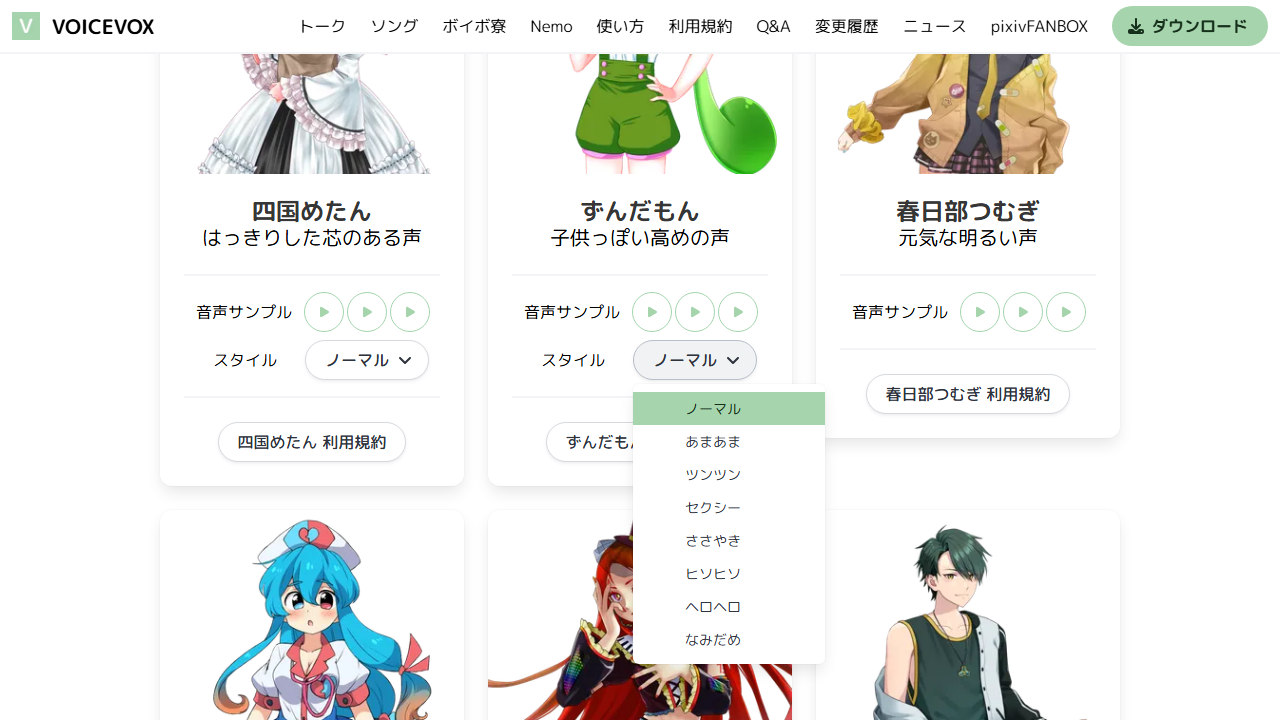 V VOICEVOX トーク ソング ボイボ寮 Nemo 使い方 利用規約 Q&A 変更履歴 ニュース pixivFANBOX ダウンロード
四国めたん
はっきりした芯のある声
音声サンプル
スタイル ノーマル
四国めたん 利用規約
ずんだもん
子供っぽい高めの声
音声サンプル
スタイル ノーマル
ノーマル
あまあま
ツンツン
セクシー
ささやき
ヒソヒソ
ヘロヘロ
なみだめ
ずんだもん
春日部つむぎ
元気な明るい声
音声サンプル
春日部つむぎ 利用規約